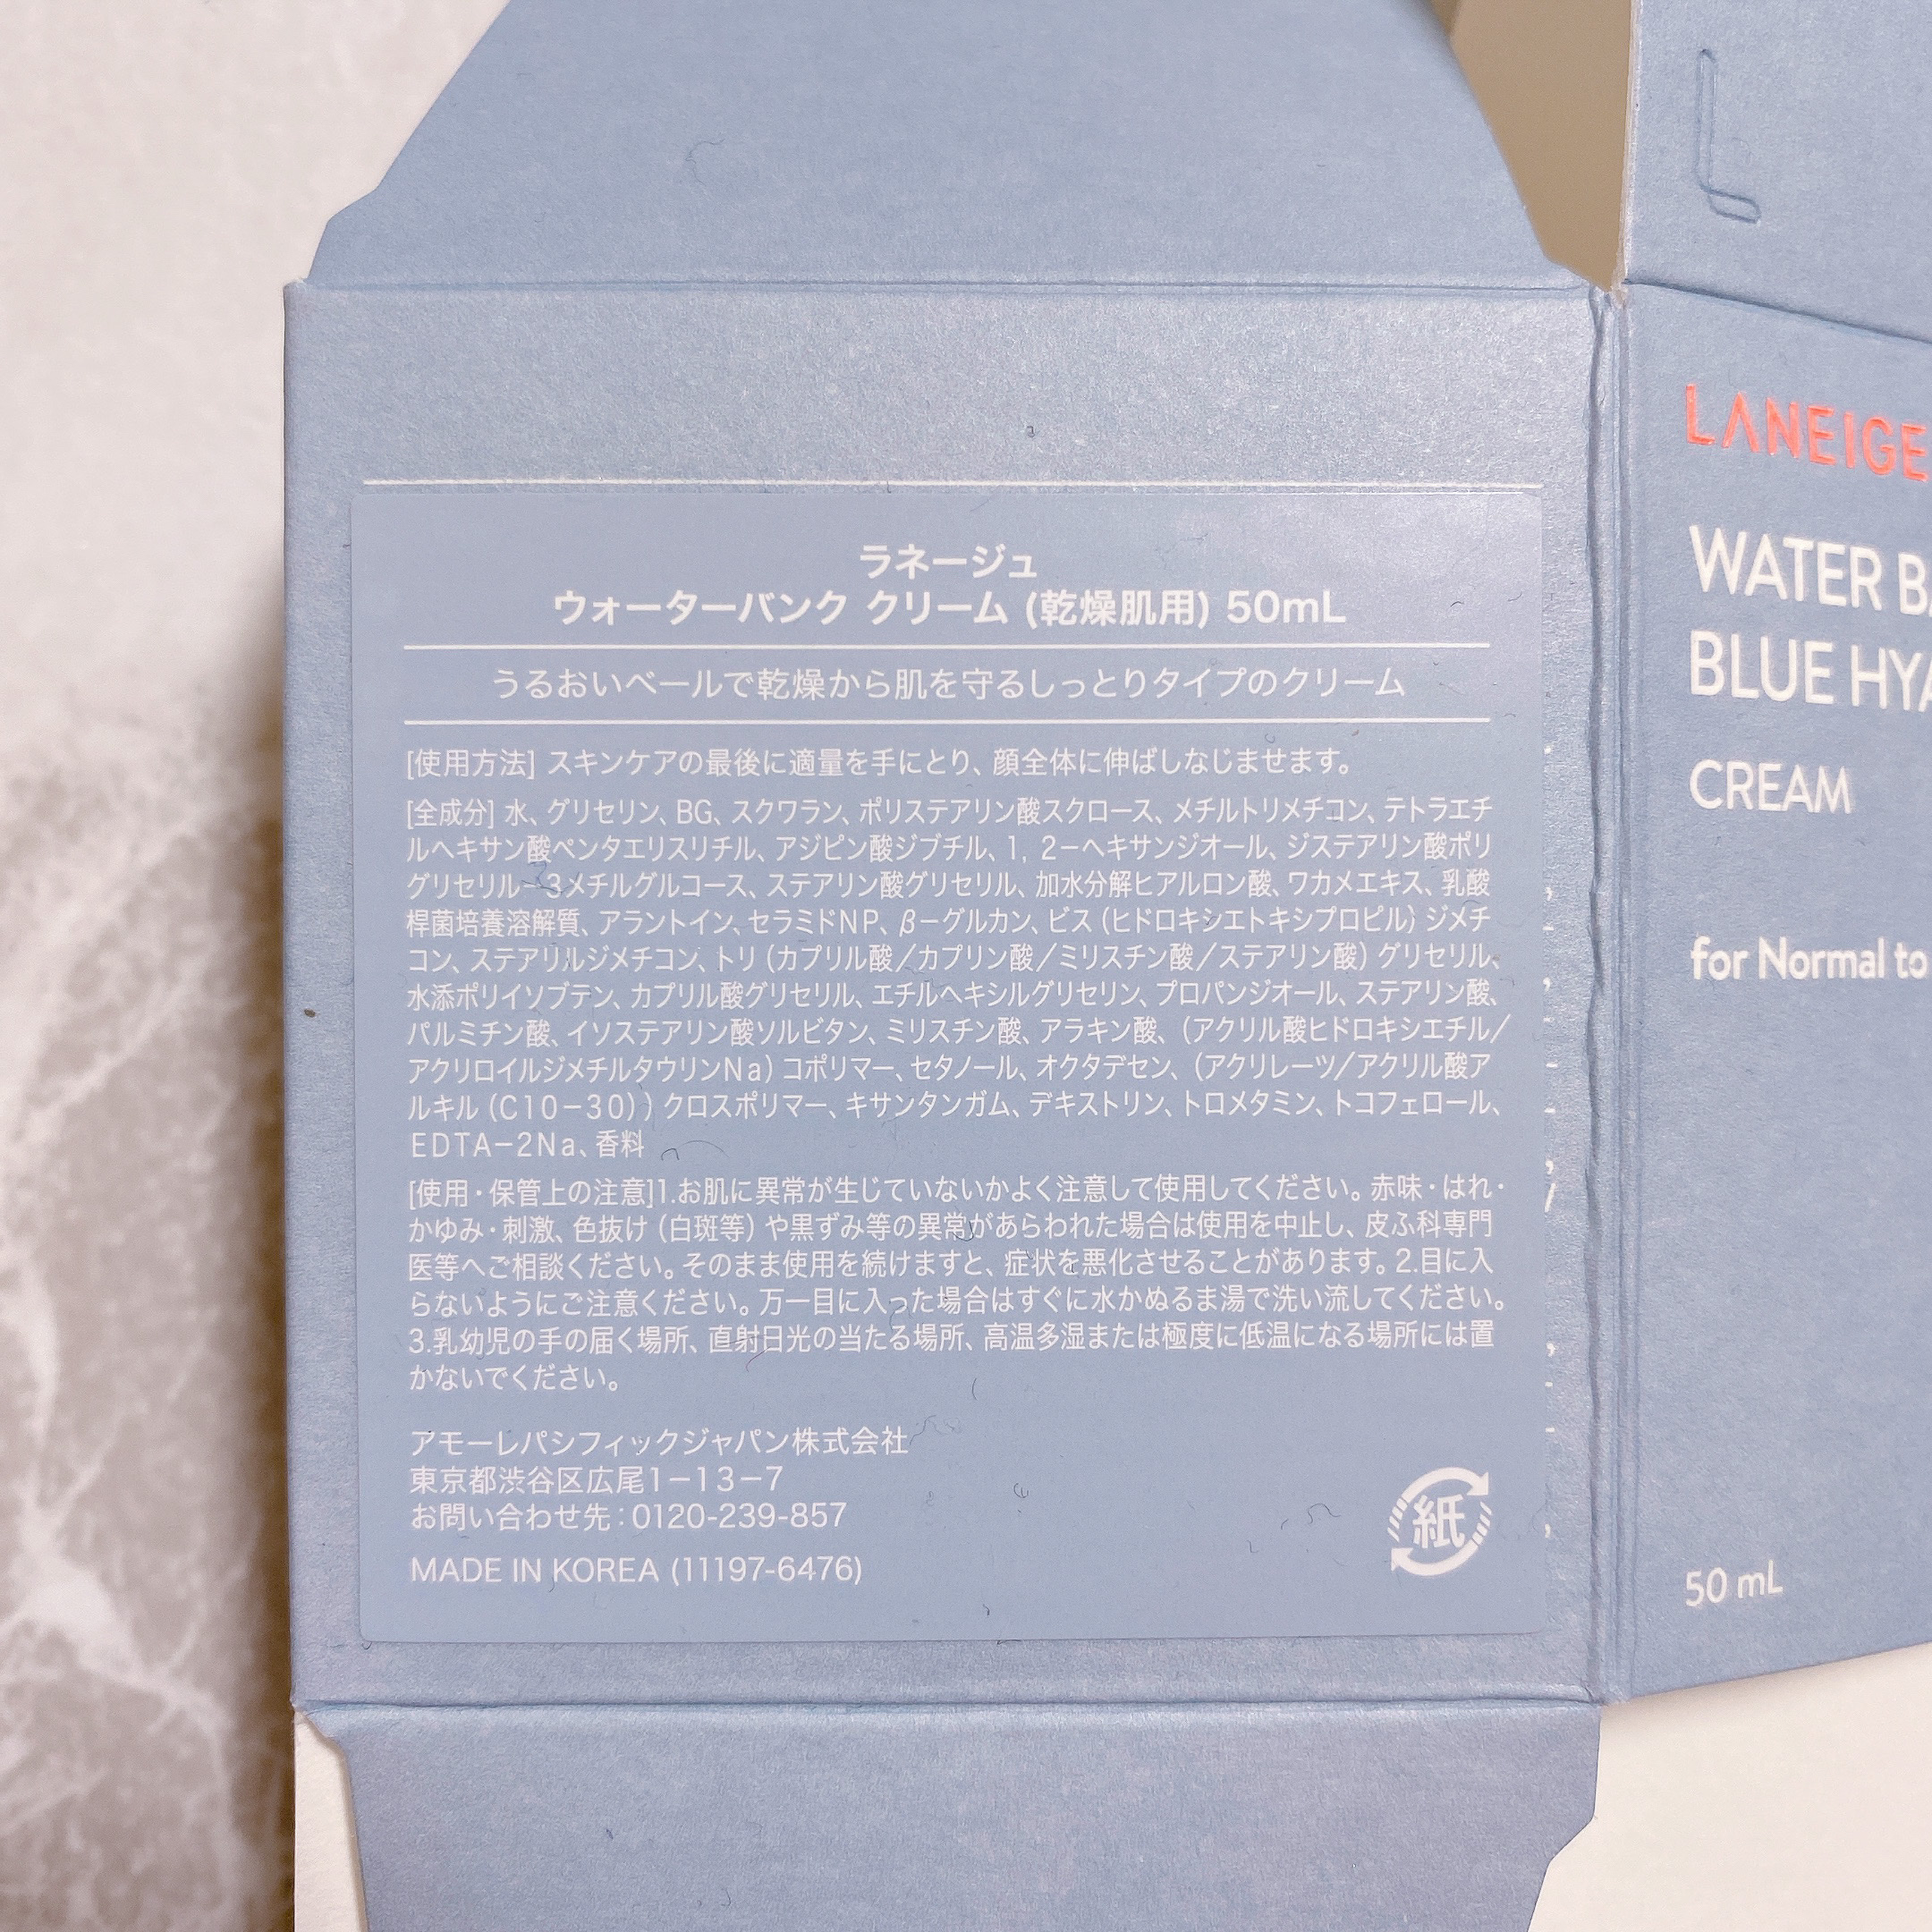 ラネージュ
ウォーターバンク クリーム (乾燥肌用) 50mL
うるおいベールで乾燥から肌を守るしっとりタイプのクリーム
[使用方法] スキンケアの最後に適量を手にとり、顔全体に伸ばしなじませます。
[全成分] 水、グリセリン、BG、スクワラン、ポリステアリン酸スクロース、メチルトリメチコン、テトラエチ
ルヘキサン酸ペンタエリスリチル、アジピン酸ジブチル、1, 2－ヘキサンジオール、ジステアリン酸ポリ
グリセリル－3メチルグルコース、ステアリン酸グリセリル、加水分解ヒアルロン酸、ワカメエキス、乳酸
桿菌培養溶解質、アラントイン、セラミドNP、β－グルカン、ビス（ヒドロキシエトキシプロピル）ジメチ
コン、ステアリルジメチコン、トリ（カプリル酸／カプリン酸／ミリスチン酸／ステアリン酸）グリセリル、
水添ポリイソブテン、カプリル酸グリセリル、エチルヘキシルグリセリン、プロパンジオール、ステアリン酸、
パルミチン酸、イソステアリン酸ソルビタン、ミリスチン酸、アラキン酸、（アクリル酸ヒドロキシエチル／
アクリロイルジメチルタウリンNa）コポリマー、セタノール、オクタデセン、（アクリレーツ／アクリル酸ア
ルキル（C10－30））クロスポリマー、キサンタンガム、デキストリン、トロメタミン、トコフェロール、
EDTA－2Na、香料
[使用・保管上の注意]1.お肌に異常が生じていないかよく注意して使用してください。赤味・はれ・
かゆみ・刺激、色抜け（白斑等）や黒ずみ等の異常があらわれた場合は使用を中止し、皮ふ科専門
医等へご相談ください。そのまま使用を続けますと、症状を悪化させることがあります。2.目に入
らないようにご注意ください。万一目に入った場合はすぐに水かぬるま湯で洗い流してください。
3.乳幼児の手の届く場所、直射日光の当たる場所、高温多湿または極度に低温になる場所には置
かないでください。
アモーレパシフィックジャパン株式会社
東京都渋谷区広尾1－13－7
お問い合わせ先：0120-239-857
MADE IN KOREA (11197-6476)
紙
LANEIGE
WATER BA
BLUE HYA
CREAM
for Normal to
50 mL